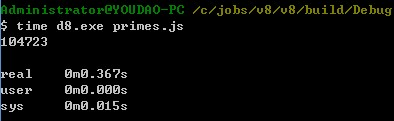 Administrator@YOUDAO-PC /c/jobs/v8/v8/build/Debug
$ time d8.exe primes.js
104723
real 0m0.367s
user 0m0.000s
sys 0m0.015s